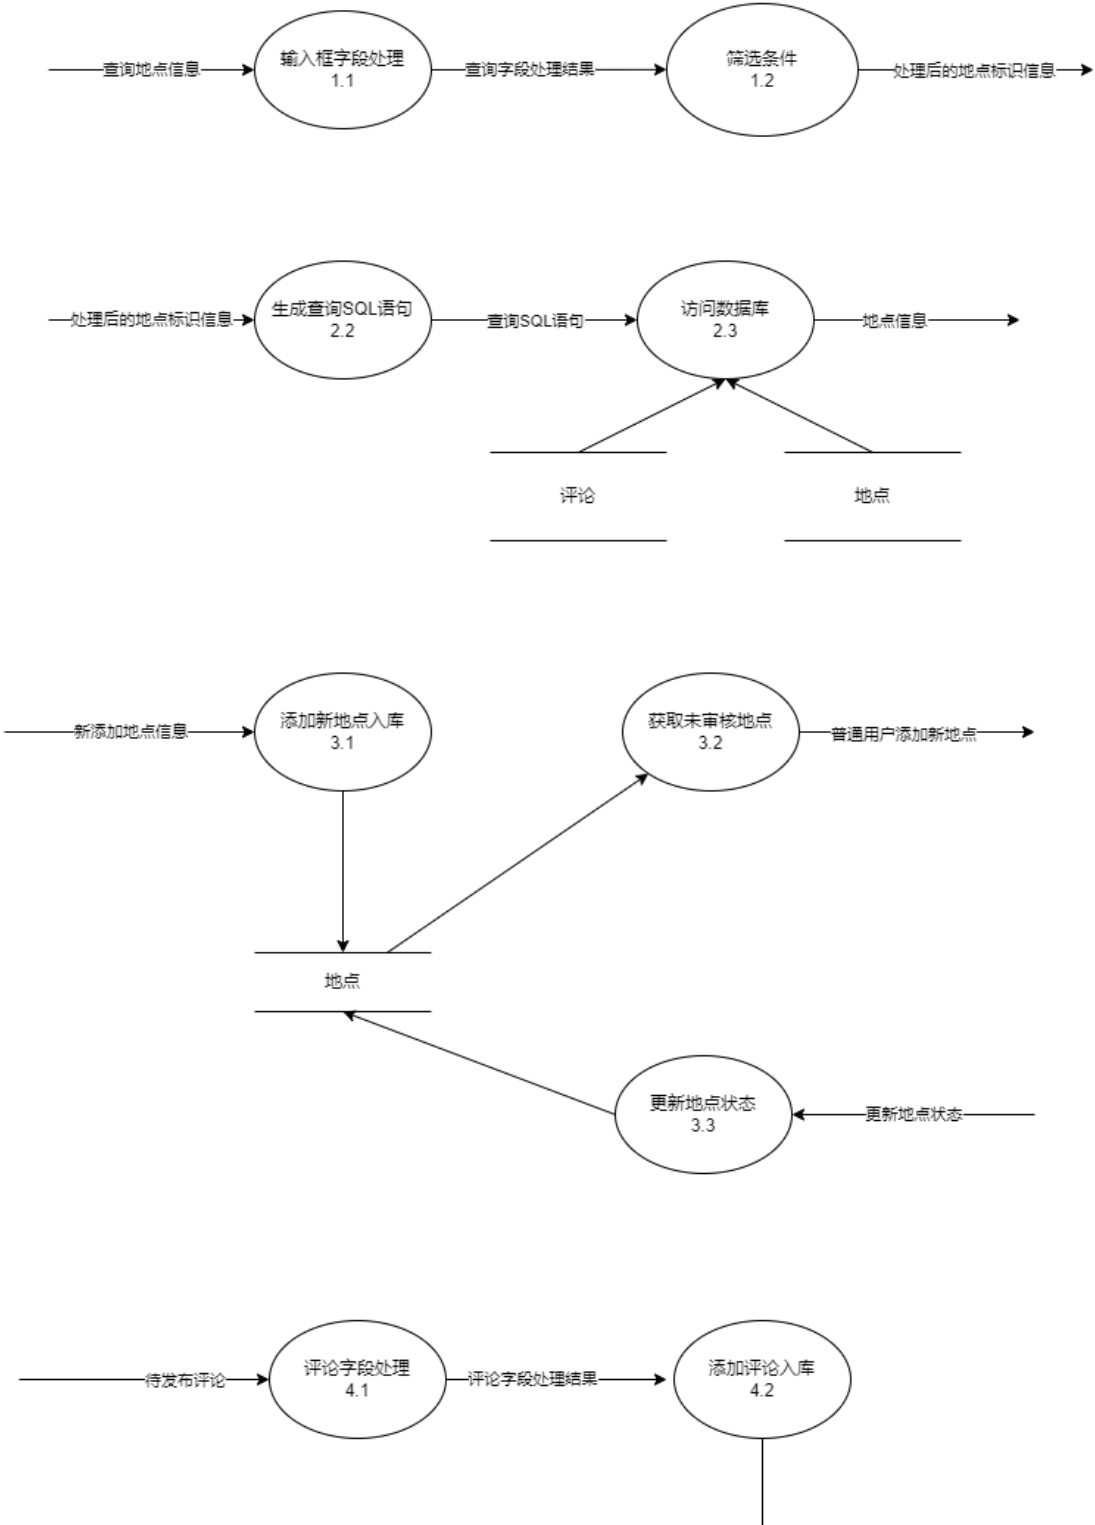 查询地点信息
输入框字段处理
1.1
查询字段处理结果
筛选条件
1.2
处理后的地点标识信息
处理后的地点标识信息
生成查询SQL语句
2.2
查询SQL语句
访问数据库
2.3
地点信息
评论
地点
新添加地点信息
添加新地点入库
3.1
获取未审核地点
3.2
普通用户添加新地点
地点
更新地点状态
3.3
更新地点状态
待发布评论
评论字段处理
4.1
评论字段处理结果
添加评论入库
4.2